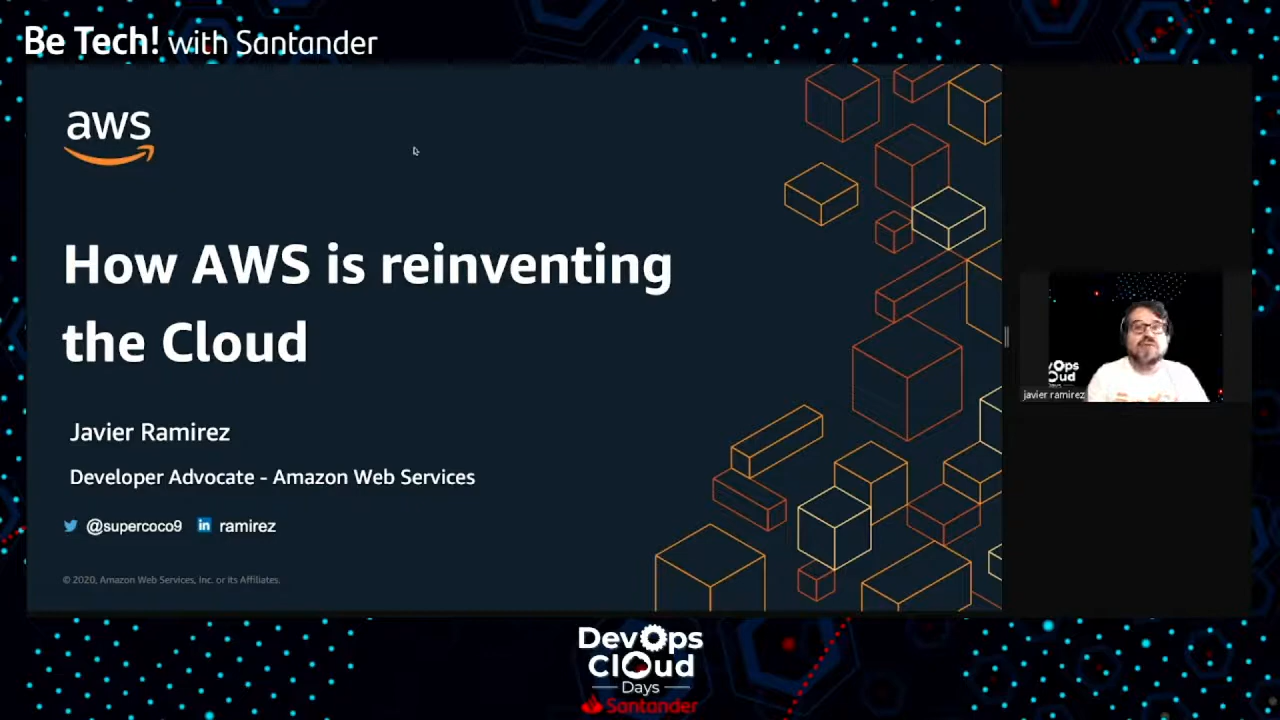 Be Tech! with Santander
aws
How AWS is reinventing
the Cloud
Javier Ramirez
Developer Advocate - Amazon Web Services
@supercoco9 in ramirez
© 2020, Amazon Web Services, Inc. or its Affiliates.
javier ramirez
DevOps
Cloud
Days
Santander